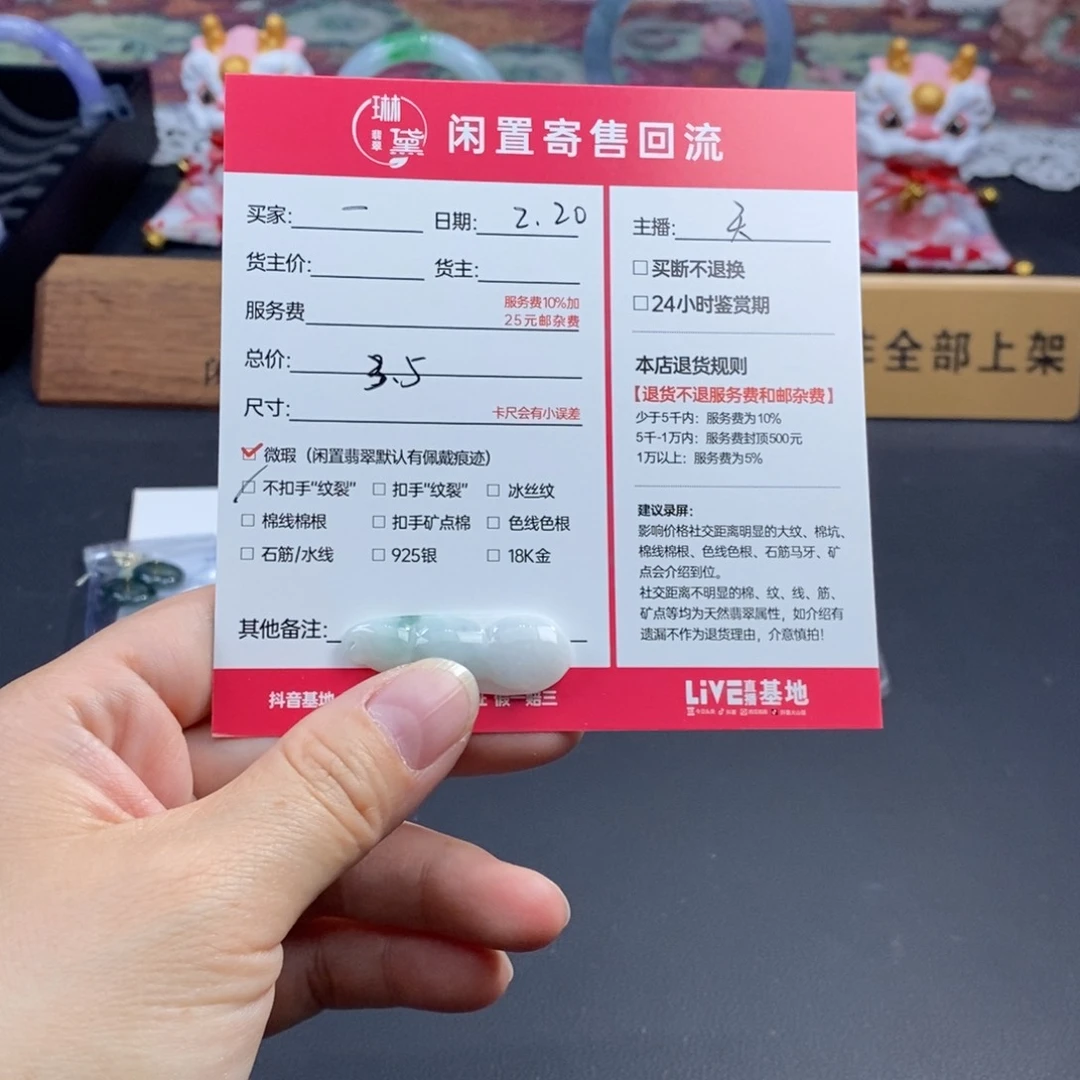 琳黛
翡翠
闲置寄售回流
买家: 一 日期: 2.20
货主价: 货主:
服务费 服务费10%加
25元邮杂费
总价: 3.5
尺寸: 卡尺会有小误差
微瑕（闲置翡翠默认有佩戴痕迹）
不扣手“纹裂” 扣手“纹裂” 冰丝纹
棉线棉根 扣手矿点棉 色线色根
石筋/水线 925银 18K金
其他备注:
主播: 天
买断不退换
24小时鉴赏期
本店退货规则
【退货不退服务费和邮杂费】
少于5千内：服务费为10%
5千-1万内：服务费封顶500元
1万以上：服务费为5%
建议录屏：
影响价格社交距离明显的大纹、棉坑、
棉线棉根、色线色根、石筋马牙、矿
点会介绍到位。
社交距离不明显的棉、纹、线、筋、
矿点等均为天然翡翠属性，如介绍有
遗漏不作为退货理由，介意慎拍！
抖音基地 假一赔三
LiVE直播基地
全部上架